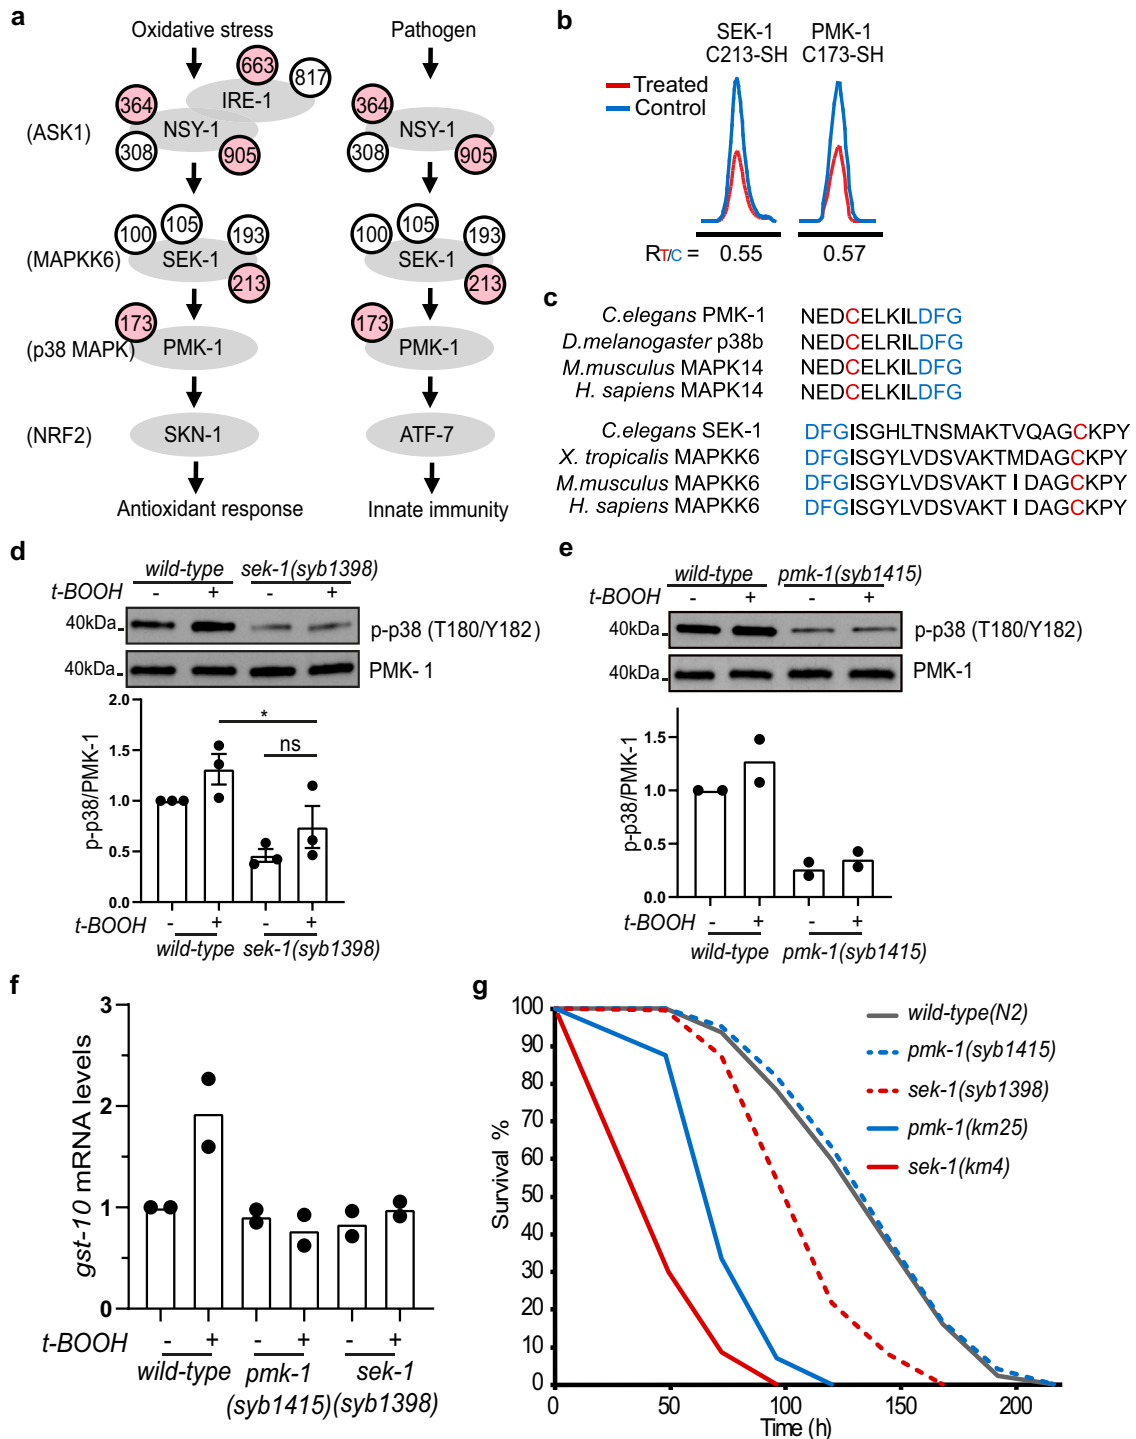 a
Oxidative stress
Pathogen
663
817
IRE-1
364
364
(ASK1)
NSY-1
NSY-1
308
905
308
905
105
105
100
193
100
193
(MAPKK6)
SEK-1
SEK-1
213
213
173
173
(p38 MAPK)
PMK-1
PMK-1
(NRF2)
SKN-1
ATF-7
Antioxidant response
Innate immunity
b
SEK-1
C213-SH
PMK-1
C173-SH
Treated
Control
RT/C = 0.55 0.57
c
C.elegans PMK-1 NEDCELKILDFG
D.melanogaster p38b NEDCELRILDFG
M.musculus MAPK14 NEDCELKILDFG
H. sapiens MAPK14 NEDCELKILDFG
C.elegans SEK-1 DFGISGHLTNSMAKTVQAGCKPY
X. tropicalis MAPKK6 DFGISGYLVDSVAKTMDAGCKPY
M.musculus MAPKK6 DFGISGYLVDSVAKTIDAGCKPY
H. sapiens MAPKK6 DFGISGYLVDSVAKTIDAGCKPY
d
wild-type sek-1(syb1398)
t-BOOH - + - +
40kDa p-p38 (T180/Y182)
40kDa PMK-1
2.0
1.5
1.0
0.5
0.0
p-p38/PMK-1
*
ns
t-BOOH - + - +
wild-type sek-1(syb1398)
e
wild-type pmk-1(syb1415)
t-BOOH - + - +
40kDa p-p38 (T180/Y182)
40kDa PMK-1
1.5
1.0
0.5
0.0
p-p38/PMK-1
t-BOOH - + - +
wild-type pmk-1(syb1415)
f
3
2
1
0
gst-10 mRNA levels
t-BOOH - + - + - +
wild-type pmk-1 sek-1
(syb1415) (syb1398)
g
100
90
80
70
60
50
40
30
20
10
0
Survival %
wild-type(N2)
pmk-1(syb1415)
sek-1(syb1398)
pmk-1(km25)
sek-1(km4)
0 50 100 150 200
Time (h)